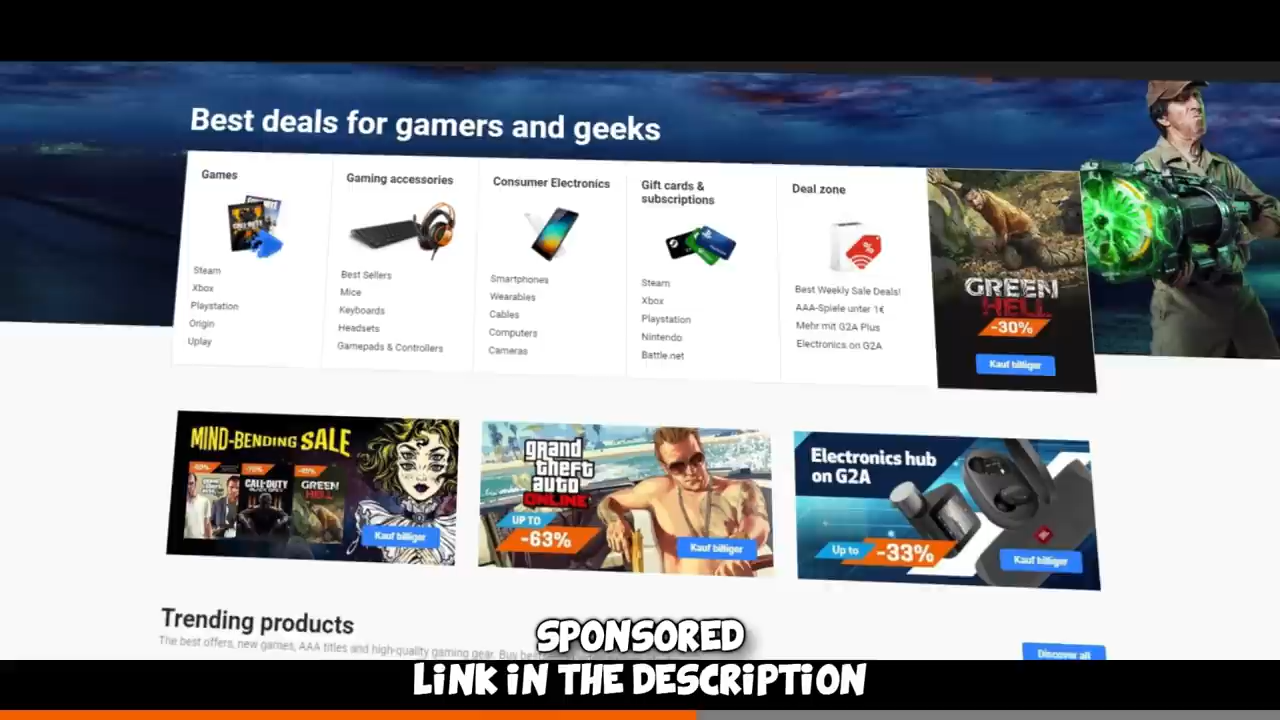 Best deals for gamers and geeks
Games
Steam
Xbox
Playstation
Origin
Uplay
Gaming accessories
Best Sellers
Mice
Keyboards
Headsets
Gamepads & Controllers
Consumer Electronics
Smartphones
Wearables
Cables
Computers
Cameras
Gift cards &
subscriptions
Steam
Xbox
Playstation
Nintendo
Battle.net
Deal zone
Best Weekly Sale Deals!
AAA-Spiele unter 1€
Mehr mit G2A Plus
Electronics on G2A
GREEN
HELL
-30%
Kauf billiger
MIND-BENDING SALE
CALL OF DUTY
GREEN
HELL
Kauf billiger
grand
theft
auto
ONLINE
UP TO
-63%
Kauf billiger
Electronics hub
on G2A
Up to
-33%
Kauf billiger
Trending products
The best offers, new games, AAA titles and high-quality gaming gear. Buy
Discover all
SPONSORED
LINK IN THE DESCRIPTION